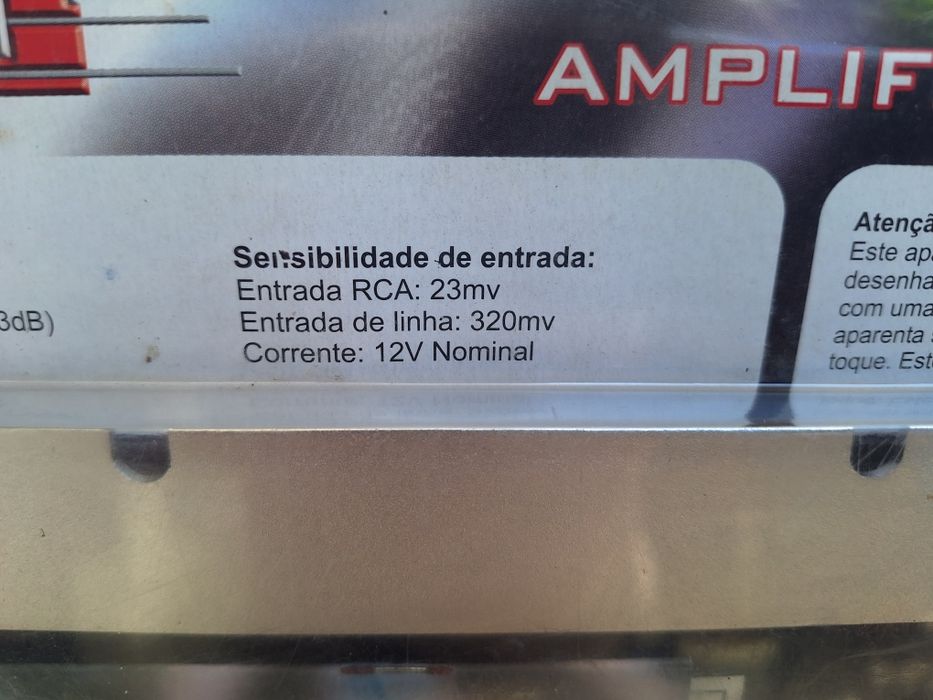 AMPLIF
Sensibilidade de entrada:
Entrada RCA: 23mv
Entrada de linha: 320mv
Corrente: 12V Nominal
3dB)
Atençã
Este apa
desenha
com uma
aparenta
toque. Este